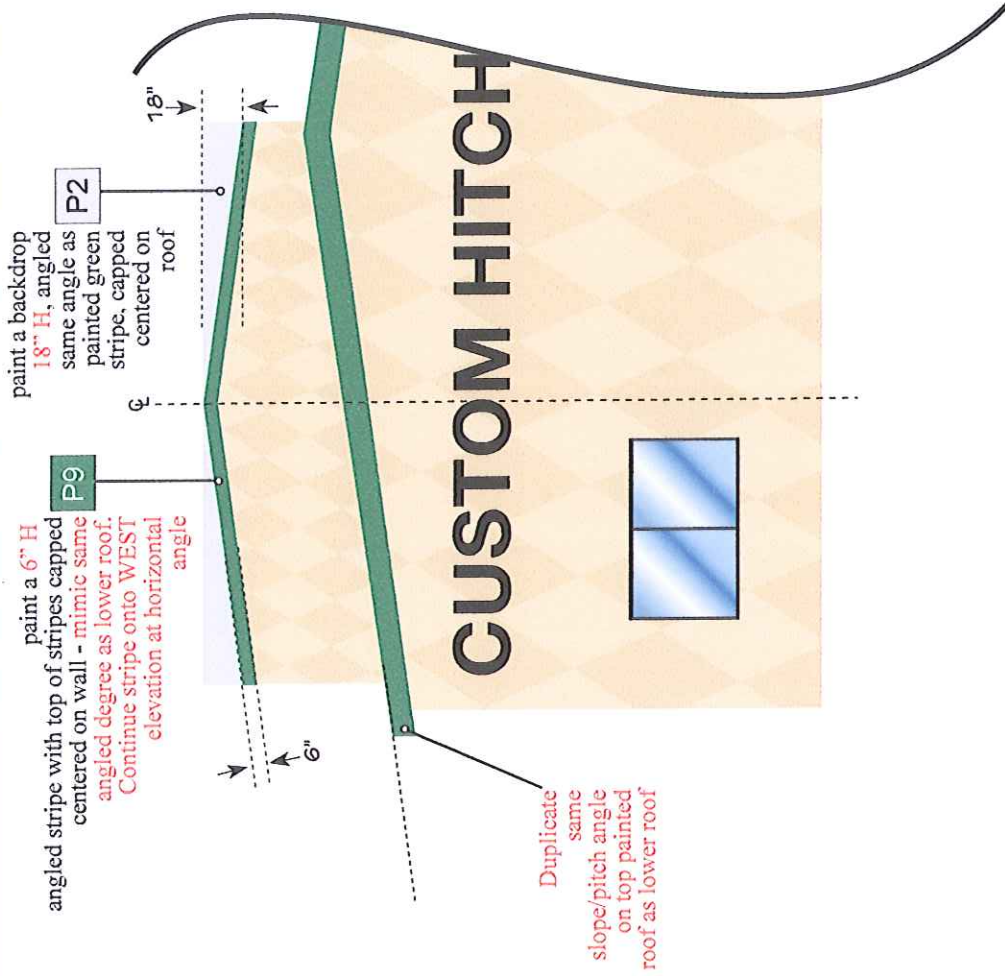 paint a 6” H
angled stripe with top of stripes capped
centered on wall - mimic same
angled degree as lower roof.
Continue stripe onto WEST
elevation at horizontal
angle
P9
paint a backdrop
18” H, angled
same angle as
painted green
stripe, capped
centered on
roof
P2
18"
℄
6"
CUSTOM HITCH
Duplicate
same
slope/pitch angle
on top painted
roof as lower roof